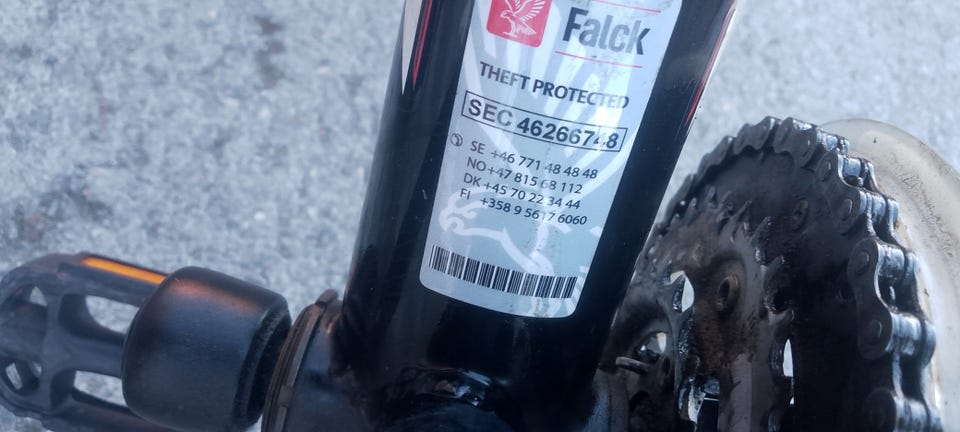 Falck
THEFT PROTECTED
SEC 46266748
SE +46 771 48 48 48
NO +47 815 68 112
DK +45 70 22 34 44
FI +358 9 5617 6060